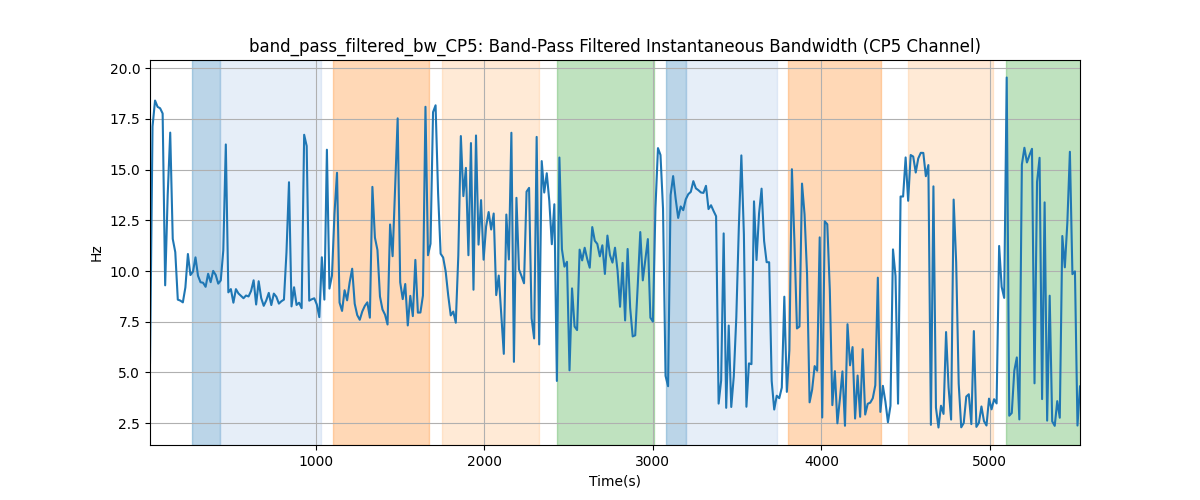 band_pass_filtered_bw_CP5: Band-Pass Filtered Instantaneous Bandwidth (CP5 Channel)
20.0
17.5
15.0
12.5
10.0
7.5
5.0
2.5
Hz
1000 2000 3000 4000 5000
Time(s)